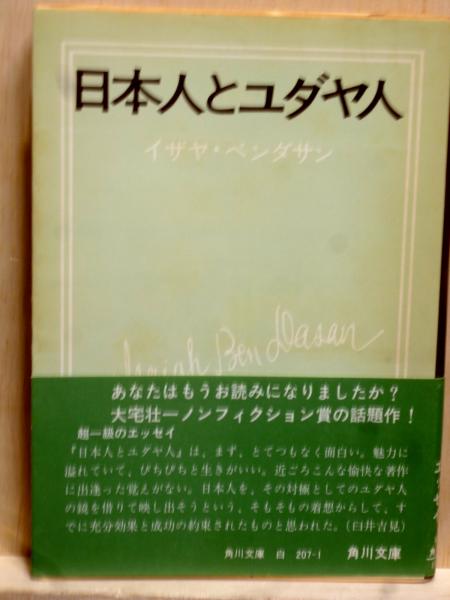 日本人とユダヤ人
イザヤ・ベンダサン
Isaiah Ben Dasan
あなたはもうお読みになりましたか？
大宅壮一ノンフィクション賞の話題作！
超一級のエッセイ
『日本人とユダヤ人』は、まず、とてつもなく面白い。魅力に
溢れていて、ぴちぴちと生きがいい。近ごろこんな愉快な著作
に出逢った覚えがない。日本人を、その対極としてのユダヤ人
の鏡を借りて映し出そうという、そもそもの着想からして、す
でに充分効果と成功の約束されたものと思われた。（臼井吉見）
角川文庫 白 207-1 角川文庫